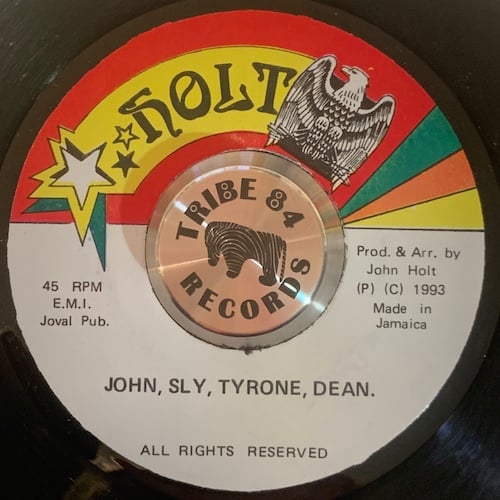 HOLT
TRIBE 84
RECORDS
45 RPM
E.M.I.
Joval Pub.
Prod. & Arr. by
John Holt
(P) (C) 1993
Made in
Jamaica
JOHN, SLY, TYRONE, DEAN.
ALL RIGHTS RESERVED